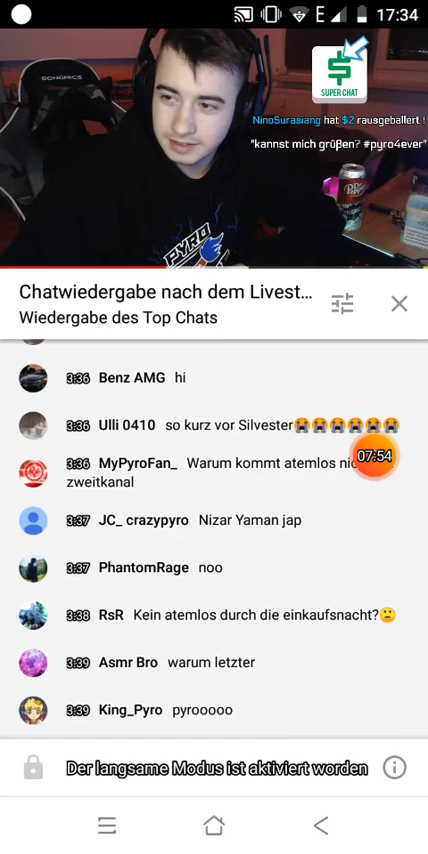 E 17:34
SONGMICS
SUPER CHAT
NinoSurasiang hat $2 rausgeballert !
"kannst mich grüßen? #pyro4ever"
Dr Pepper
PYRO
Chatwiedergabe nach dem Livest...
Wiedergabe des Top Chats
3:36 Benz AMG hi
3:36 Ulli 0410 so kurz vor Silvester😭😭😭😭😭😭
3:36 MyPyroFan_ Warum kommt atemlos
07:54
zweitkanal
3:37 JC_ crazypyro Nizar Yaman jap
3:37 PhantomRage noo
3:38 RsR Kein atemlos durch die einkaufsnacht?🙁
3:39 Asmr Bro warum letzter
3:39 King_Pyro pyrooooo
Der langsame Modus ist aktiviert worden